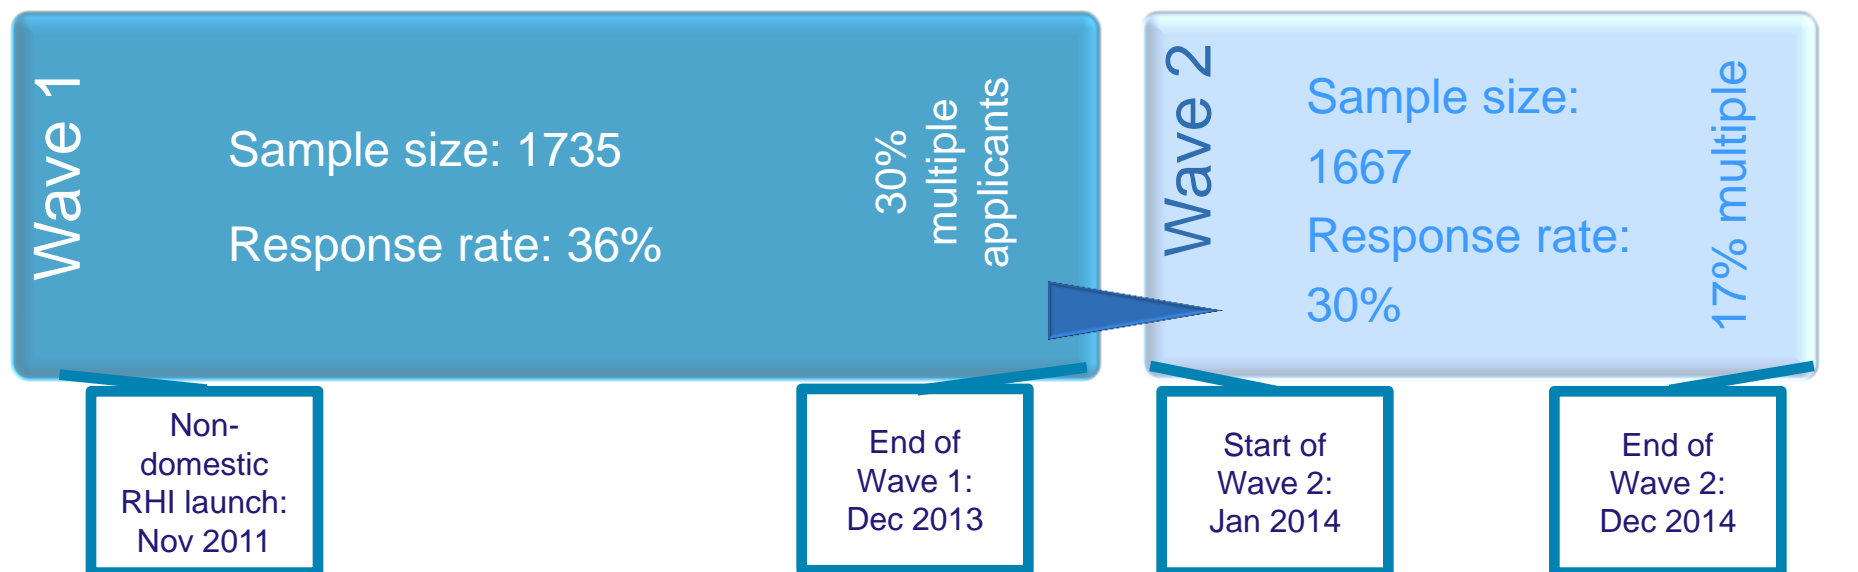 Wave 1
Sample size: 1735
Response rate: 36%
30%
multiple
applicants
Wave 2
Sample size:
1667
Response rate:
30%
17% multiple
Non-
domestic
RHI launch:
Nov 2011
End of
Wave 1:
Dec 2013
Start of
Wave 2:
Jan 2014
End of
Wave 2:
Dec 2014